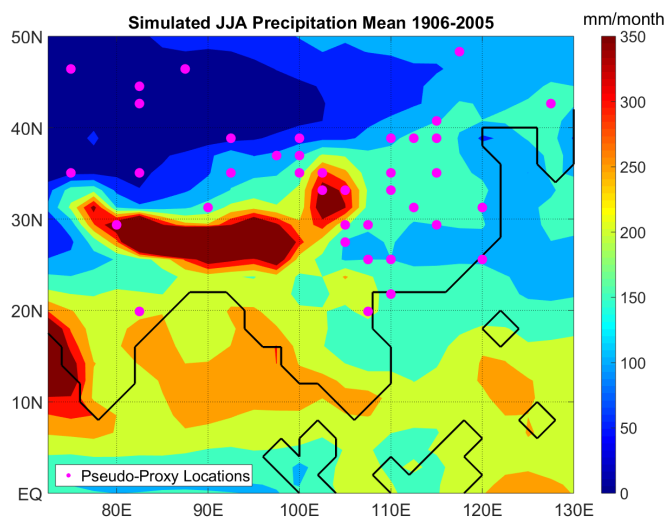 Simulated JJA Precipitation Mean 1906-2005
mm/month
50N
40N
30N
20N
10N
EQ
80E
90E
100E
110E
120E
130E
Pseudo-Proxy Locations
350
300
250
200
150
100
50
0